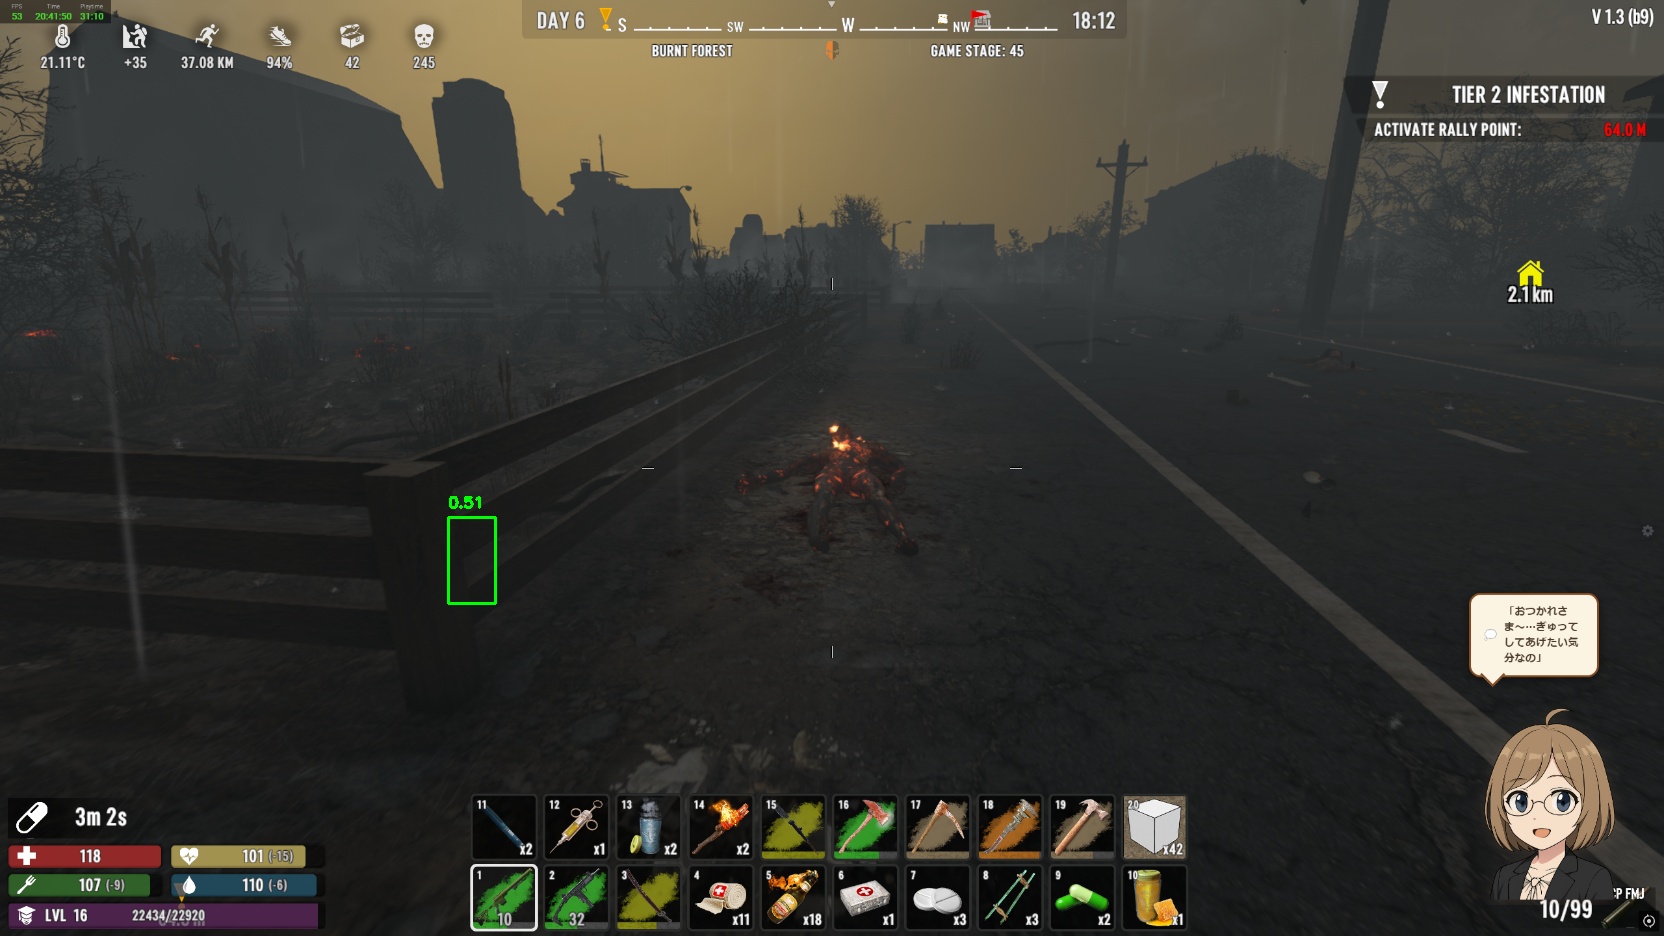 FPS Time Playtime
53 20:41:50 31:10
21.11°C
+35
37.08 KM
94%
42
245
DAY 6
S SW W NW
18:12
BURNT FOREST
GAME STAGE: 45
V 1.3 (b9)
TIER 2 INFESTATION
ACTIVATE RALLY POINT: 64.0 M
2.1 km
0.51
「おつかれさ
ま～…ぎゅって
してあげたい気
分なの」
3m 2s
118
101 (-15)
107 (-9)
110 (-6)
LVL 16 22434/22920
11 x2
12 x1
13 x2
14 x2
15
16
17
18
19
20 x42
1 10
2 32
3
4 x11
5 x18
6 x1
7 x3
8 x3
9 x2
10 x1
P FMJ
10/99